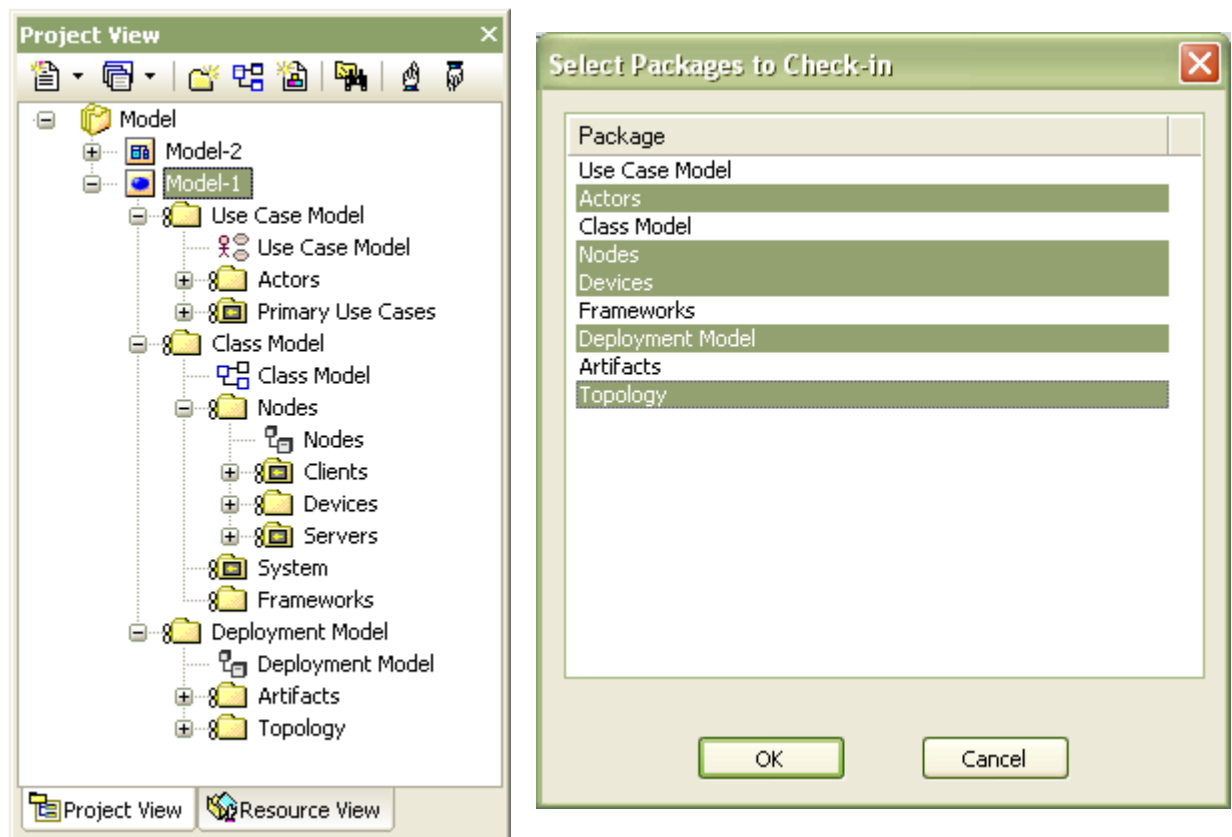 Project View
Model
Model-2
Model-1
Use Case Model
Use Case Model
Actors
Primary Use Cases
Class Model
Class Model
Nodes
Nodes
Clients
Devices
Servers
System
Frameworks
Deployment Model
Deployment Model
Artifacts
Topology
Project View
Resource View
Select Packages to Check-in
Package
Use Case Model
Actors
Class Model
Nodes
Devices
Frameworks
Deployment Model
Artifacts
Topology
OK
Cancel